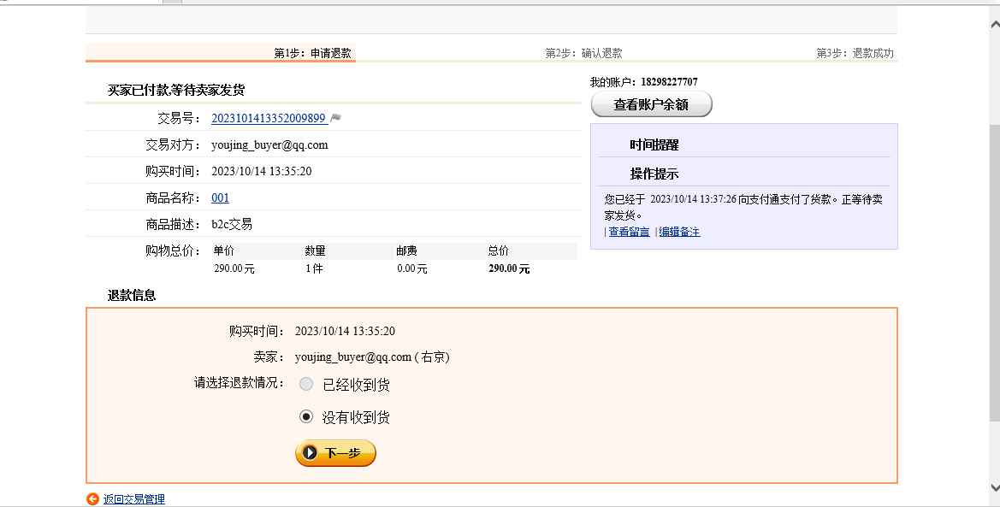 第1步：申请退款 第2步：确认退款 第3步：退款成功
买家已付款,等待卖家发货
交易号： 2023101413352009899
交易对方： youjing_buyer@qq.com
购买时间： 2023/10/14 13:35:20
商品名称： 001
商品描述： b2c交易
购物总价： 单价 数量 邮费 总价
290.00元 1件 0.00元 290.00元
我的账户：18298227707
查看账户余额
时间提醒
操作提示
您已经于 2023/10/14 13:37:26向支付通支付了货款。正等待卖
家发货。
|查看留言 |编辑备注
退款信息
购买时间： 2023/10/14 13:35:20
卖家： youjing_buyer@qq.com (右京)
请选择退款情况： 已经收到货
没有收到货
下一步
返回交易管理